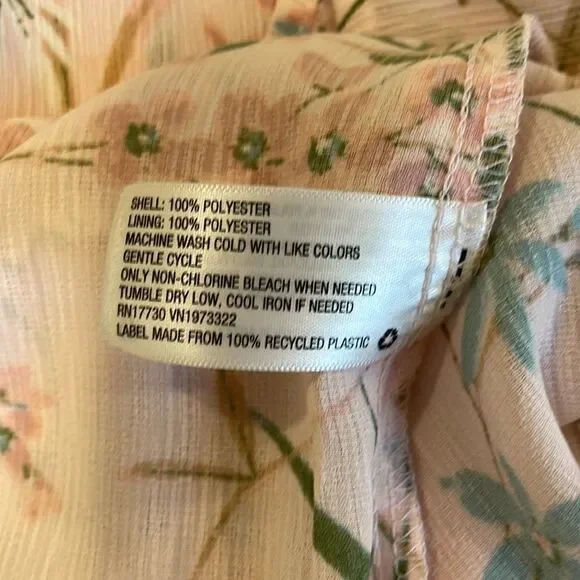 SHELL: 100% POLYESTER
LINING: 100% POLYESTER
MACHINE WASH COLD WITH LIKE COLORS
GENTLE CYCLE
ONLY NON-CHLORINE BLEACH WHEN NEEDED
TUMBLE DRY LOW, COOL IRON IF NEEDED
RN17730 VN1973322
LABEL MADE FROM 100% RECYCLED PLASTIC